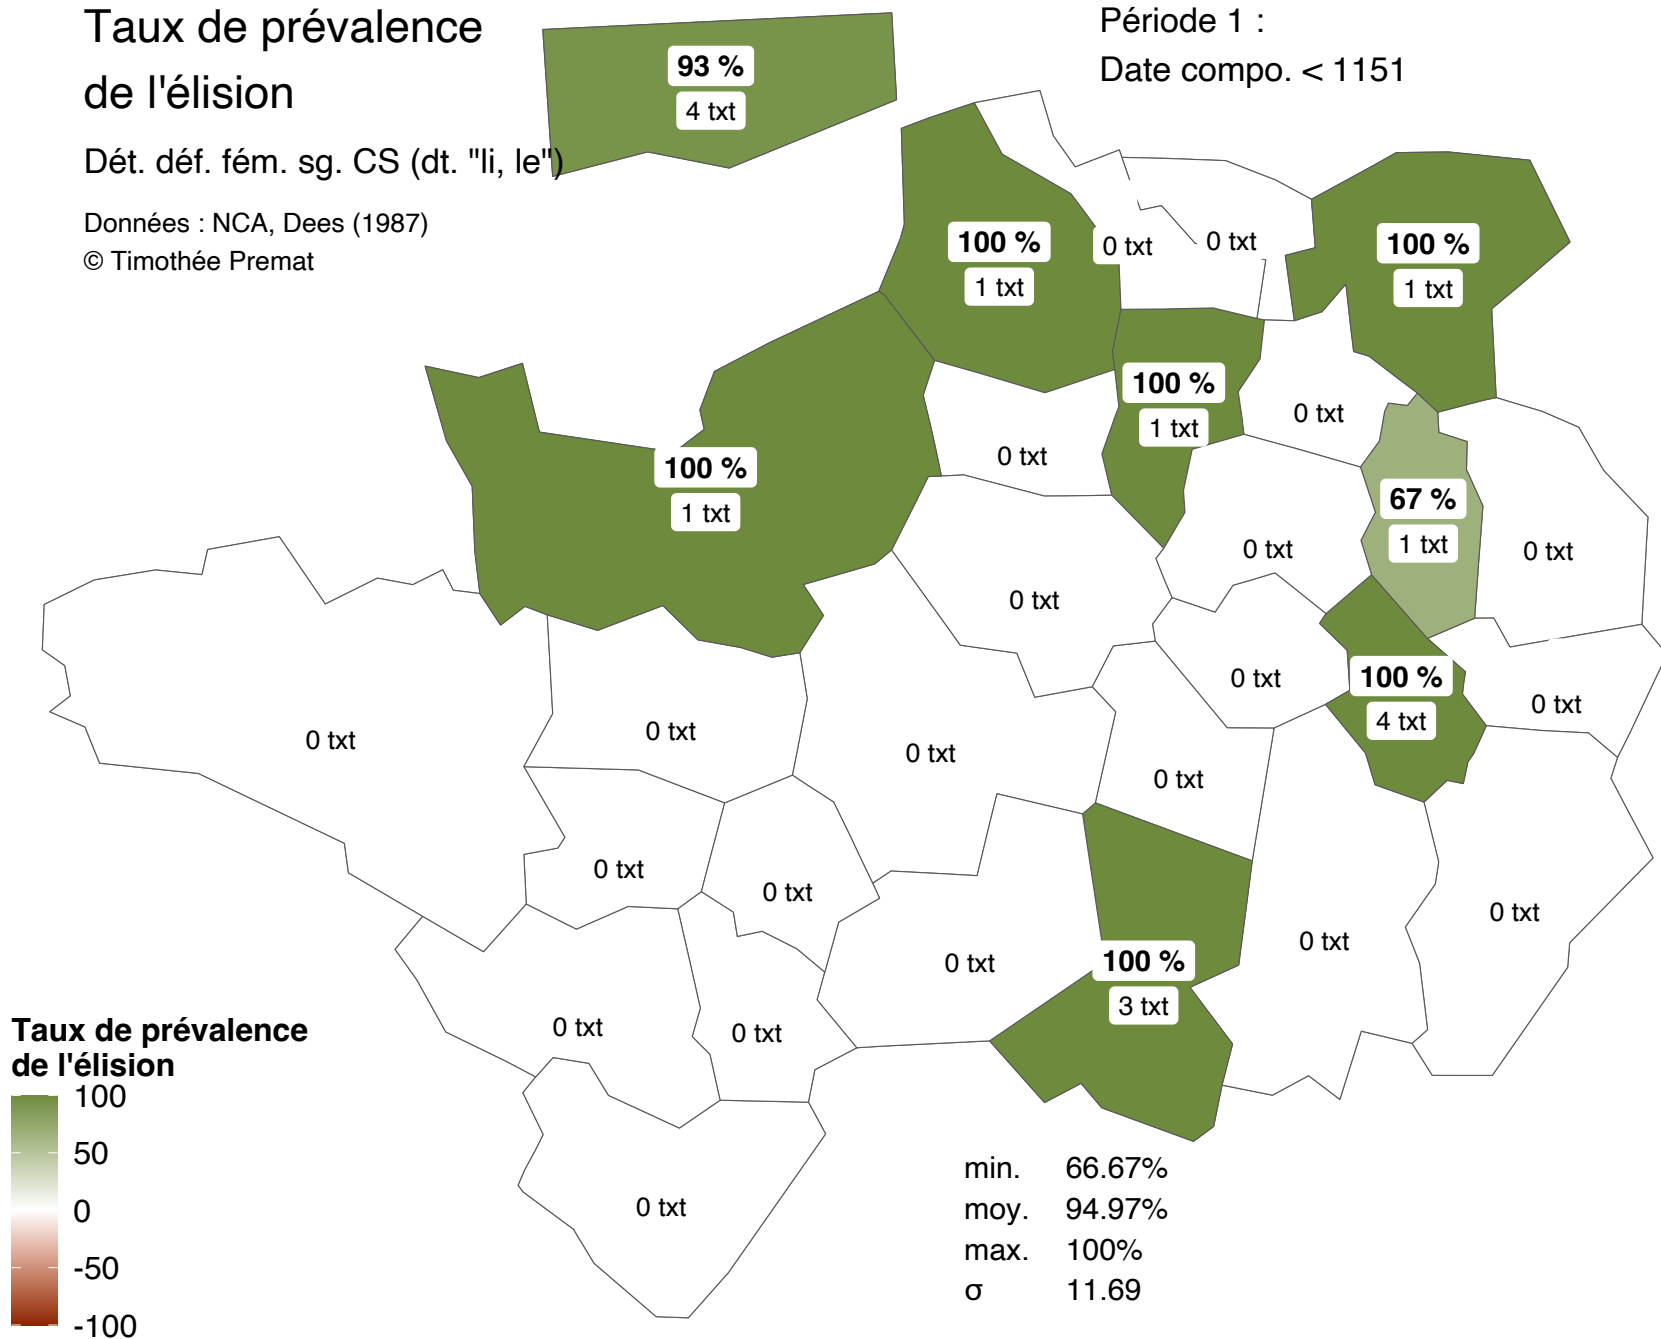 Taux de prévalence
de l'élision
Dét. déf. fém. sg. CS (dt. "li, le")
Données : NCA, Dees (1987)
© Timothée Premat
Période 1 :
Date compo. < 1151
93 %
4 txt
100 %
1 txt
0 txt
0 txt
100 %
1 txt
100 %
1 txt
0 txt
0 txt
100 %
1 txt
67 %
1 txt
0 txt
0 txt
0 txt
0 txt
100 %
4 txt
0 txt
0 txt
0 txt
0 txt
0 txt
0 txt
0 txt
0 txt
0 txt
0 txt
100 %
3 txt
0 txt
0 txt
0 txt
0 txt
Taux de prévalence
de l'élision
100
50
0
-50
-100
min. 66.67%
moy. 94.97%
max. 100%
σ 11.69